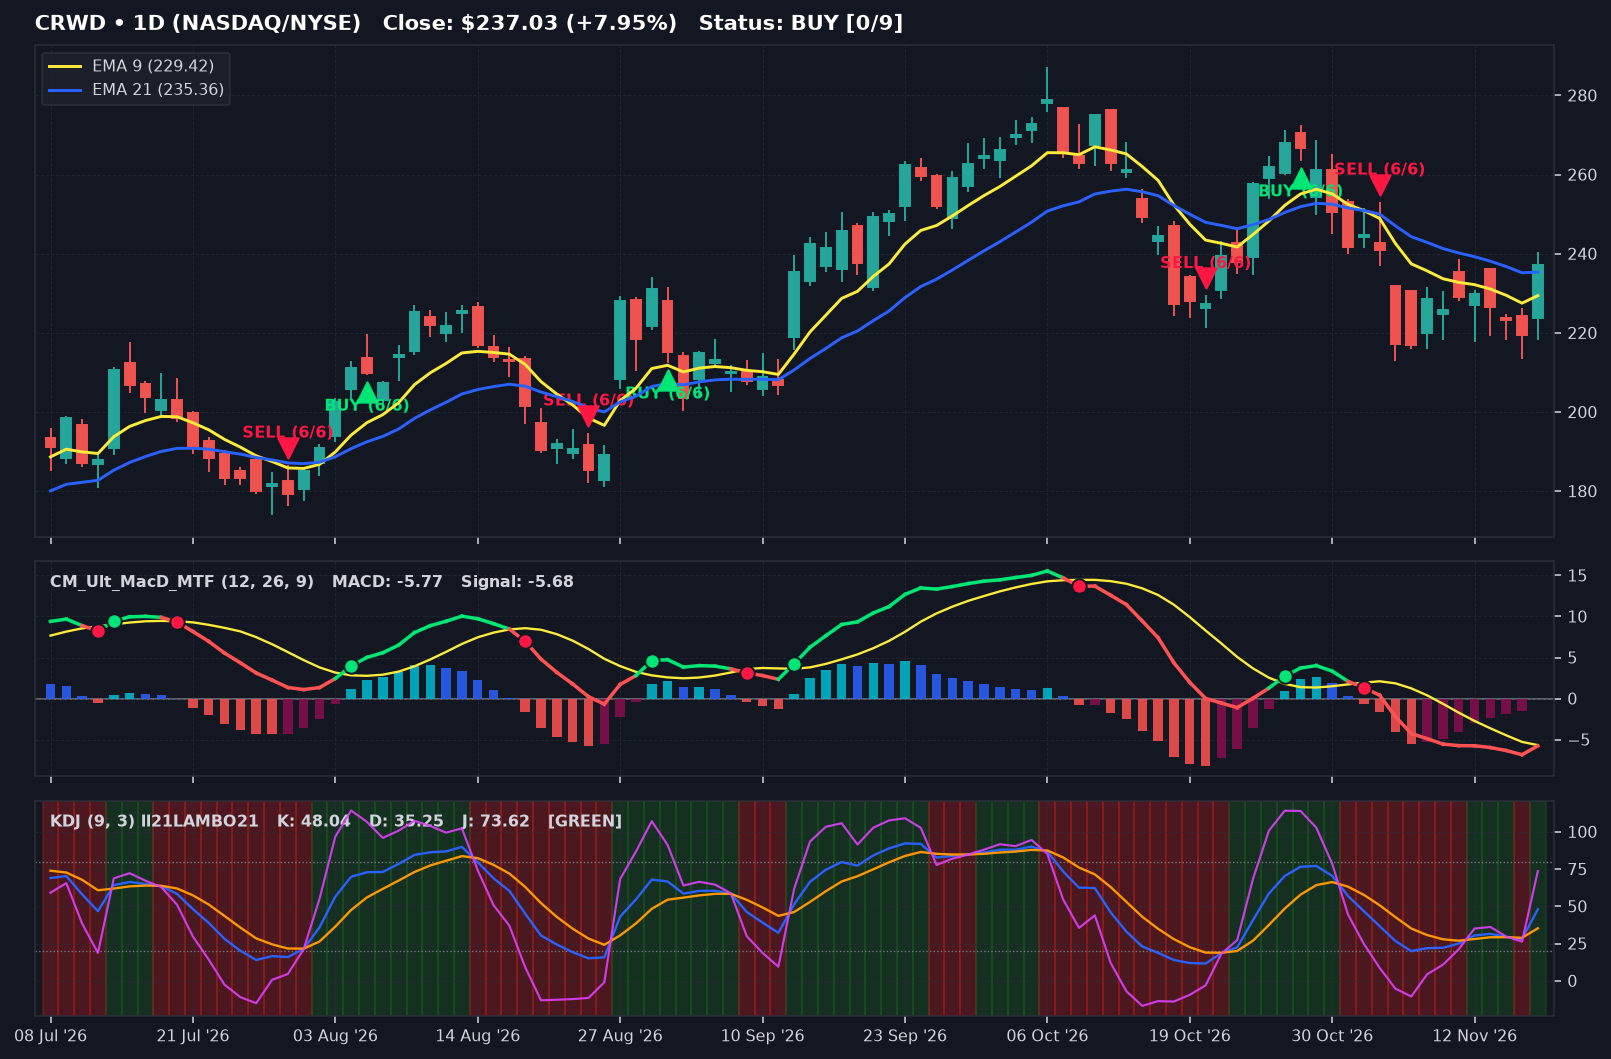 CRWD • 1D (NASDAQ/NYSE)   Close: $237.03 (+7.95%)   Status: BUY [0/9]
EMA 9 (229.42)
EMA 21 (235.36)
280
260
240
220
200
180
SELL (6/6)
BUY (6/6)
SELL (6/6)
BUY (6/6)
SELL (6/6)
BUY (6/6)
SELL (6/6)
CM_Ult_MacD_MTF (12, 26, 9)   MACD: -5.77   Signal: -5.68
15
10
5
0
−5
KDJ (9, 3) II21LAMBO21   K: 48.04   D: 35.25   J: 73.62   [GREEN]
100
75
50
25
0
08 Jul '26
21 Jul '26
03 Aug '26
14 Aug '26
27 Aug '26
10 Sep '26
23 Sep '26
06 Oct '26
19 Oct '26
30 Oct '26
12 Nov '26